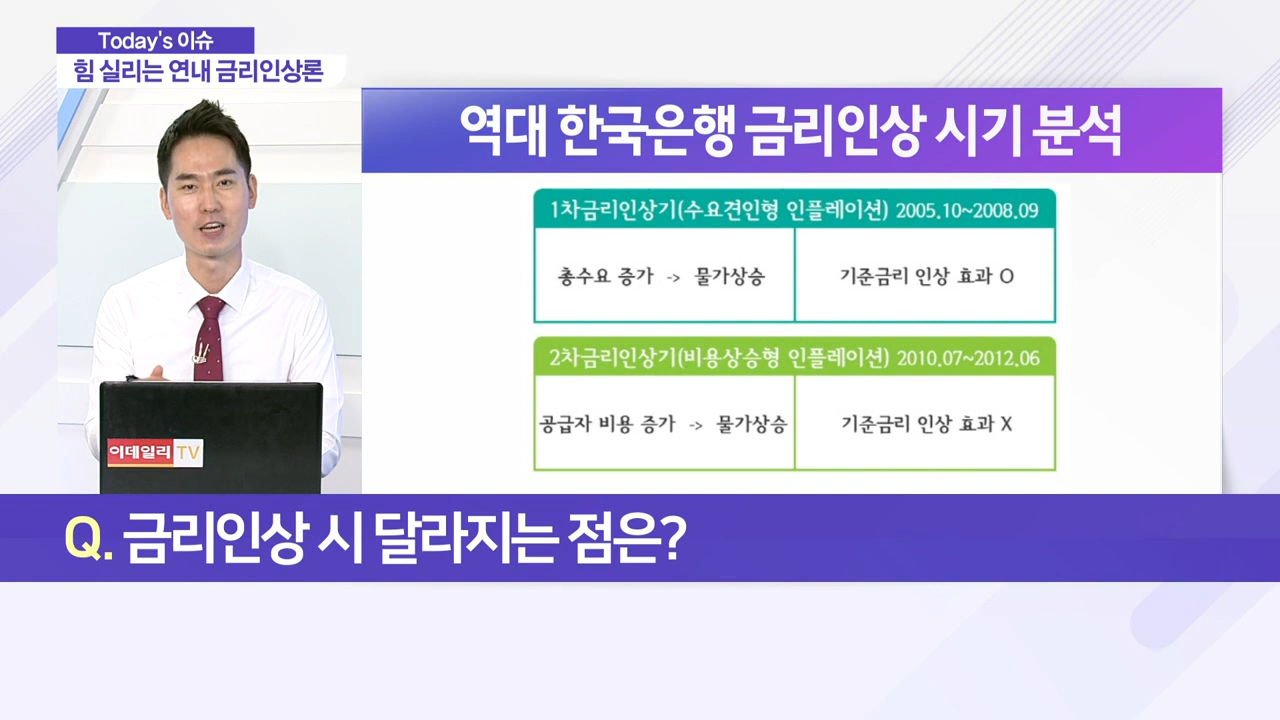 Today's 이슈
힘 실리는 연내 금리인상론
역대 한국은행 금리인상 시기 분석
1차금리인상기(수요견인형 인플레이션) 2005.10~2008.09
총수요 증가 -> 물가상승
기준금리 인상 효과 O
2차금리인상기(비용상승형 인플레이션) 2010.07~2012.06
공급자 비용 증가 -> 물가상승
기준금리 인상 효과 X
이데일리 TV
Q. 금리인상 시 달라지는 점은?